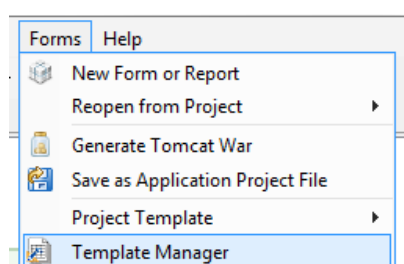 Forms Help
New Form or Report
Reopen from Project
Generate Tomcat War
Save as Application Project File
Project Template
Template Manager